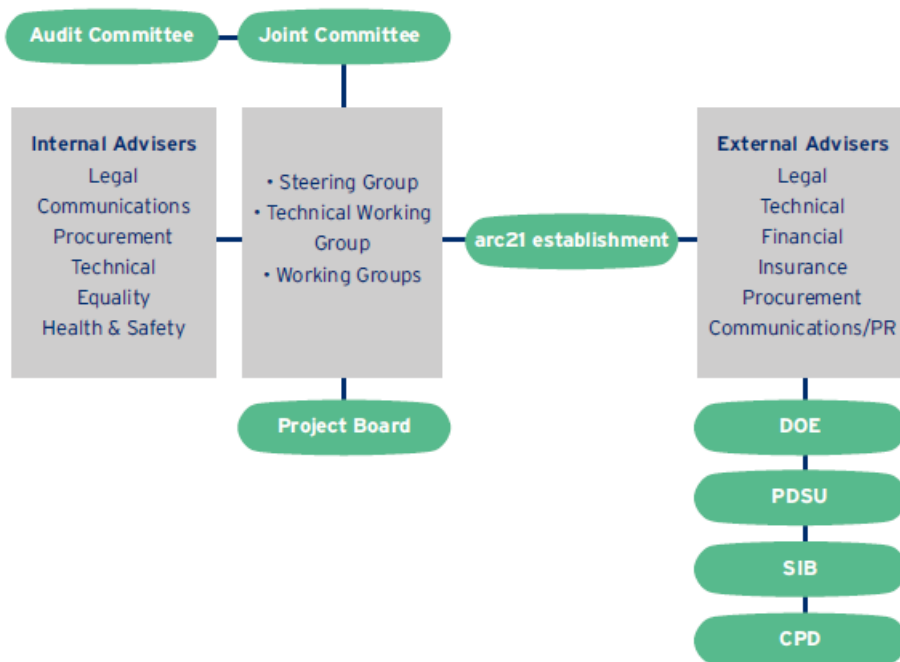 Audit Committee
Joint Committee
Internal Advisers
Legal
Communications
Procurement
Technical
Equality
Health & Safety
• Steering Group
• Technical Working
Group
• Working Groups
arc21 establishment
External Advisers
Legal
Technical
Financial
Insurance
Procurement
Communications/PR
Project Board
DOE
PDSU
SIB
CPD